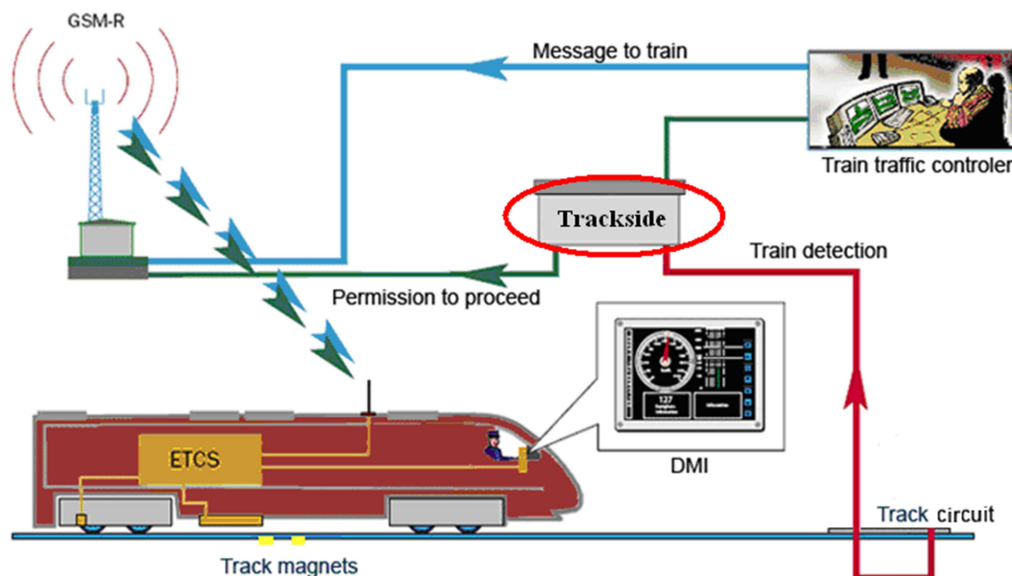 GSM-R
Message to train
Train traffic controler
Trackside
Train detection
Permission to proceed
127
DMI
ETCS
Track circuit
Track magnets